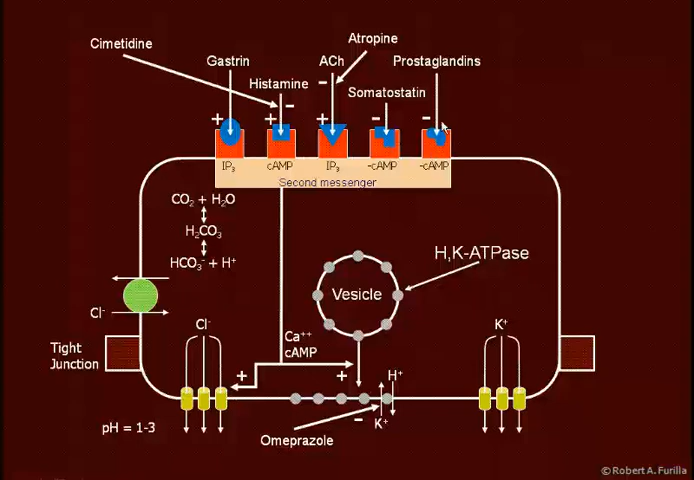 Cimetidine
Atropine
Gastrin
ACh
Prostaglandins
Histamine
Somatostatin
+ + − + − − −
IP₃ cAMP IP₃ -cAMP -cAMP
Second messenger
CO₂ + H₂O
H₂CO₃
HCO₃⁻ + H⁺
H,K-ATPase
Vesicle
Cl⁻
Cl⁻
K⁺
Ca⁺⁺
cAMP
Tight
Junction
+ +
H⁺
K⁺
−
pH = 1-3
Omeprazole
© Robert A. Furilla